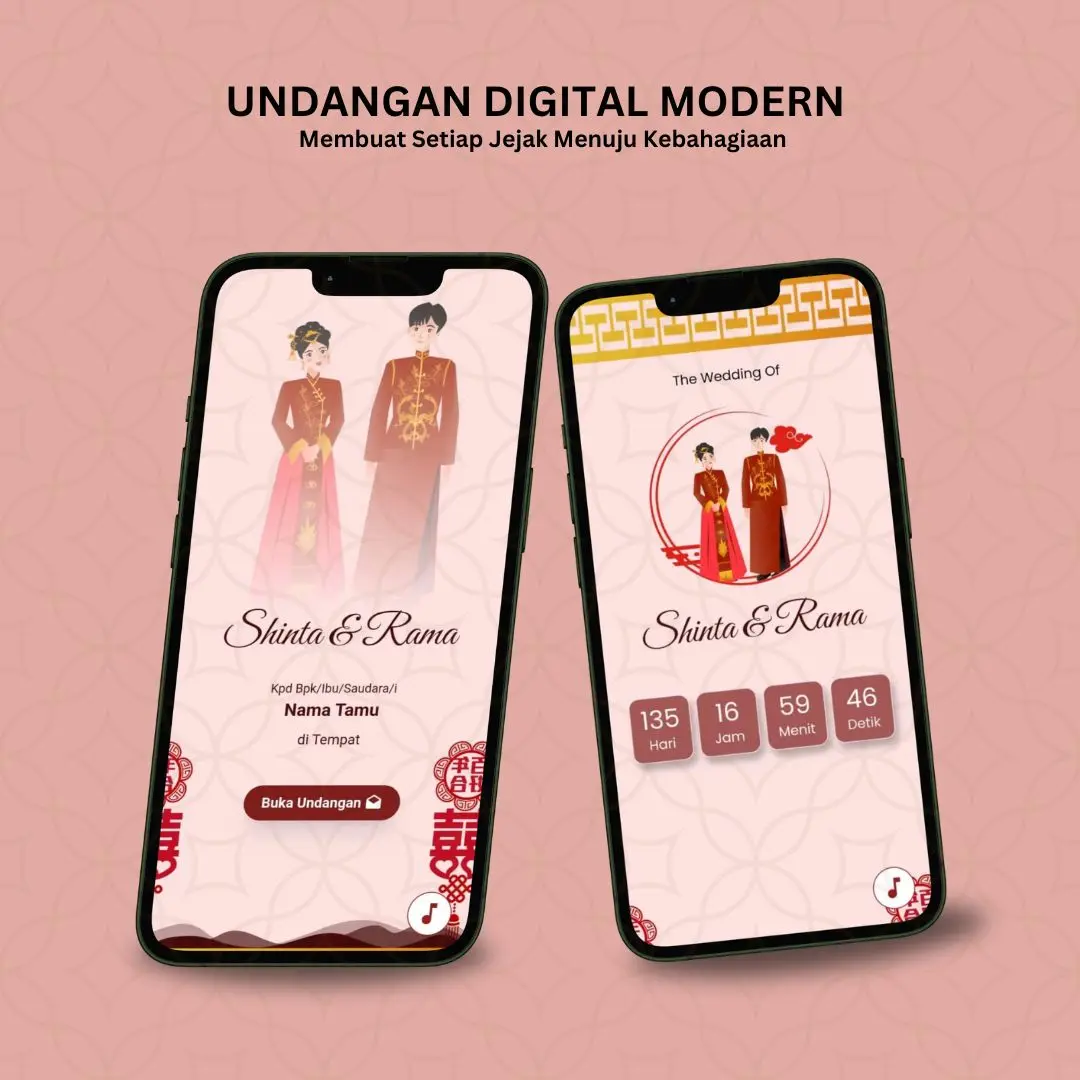 UNDANGAN DIGITAL MODERN
Membuat Setiap Jejak Menuju Kebahagiaan
Shinta & Rama
Kpd Bpk/Ibu/Saudara/i
Nama Tamu
di Tempat
Buka Undangan
囍
The Wedding Of
Shinta & Rama
135 16 59 46
Hari Jam Menit Detik